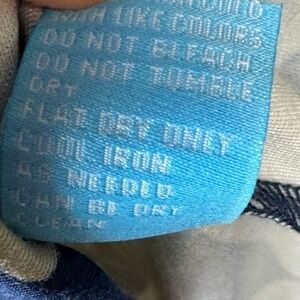 COLD
WITH LIKE COLORS
DO NOT BLEACH
DO NOT TUMBLE
DRY
FLAT DRY ONLY
COOL IRON
AS NEEDED
CAN BE DRY
CLEAN